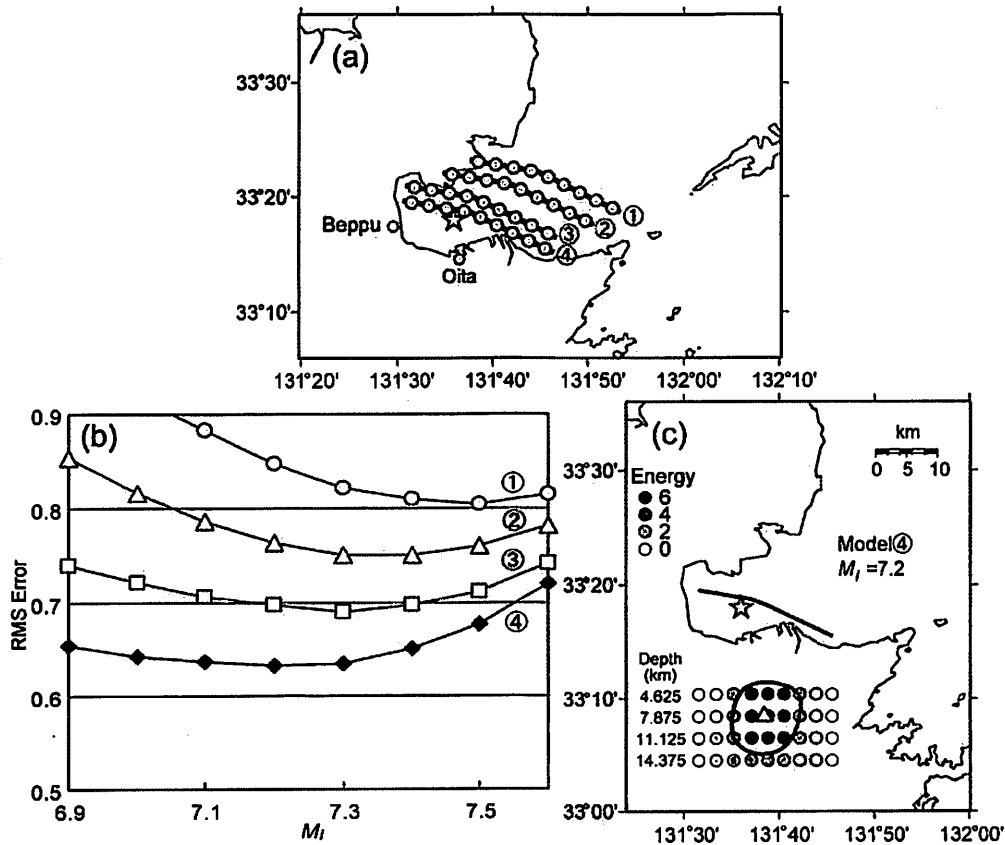 (a)
33°30'
33°20'
33°10'
Beppu
Oita
①
②
③
④
131°20' 131°30' 131°40' 131°50' 132°00' 132°10'
(b)
RMS Error
0.9
0.8
0.7
0.6
0.5
①
②
③
④
6.9 7.1 7.3 7.5
M_I
(c)
km
0 5 10
33°30'
33°20'
33°10'
33°00'
Energy
6
4
2
0
Model④
M_I =7.2
Depth
(km)
4.625
7.875
11.125
14.375
131°30' 131°40' 131°50' 132°00'